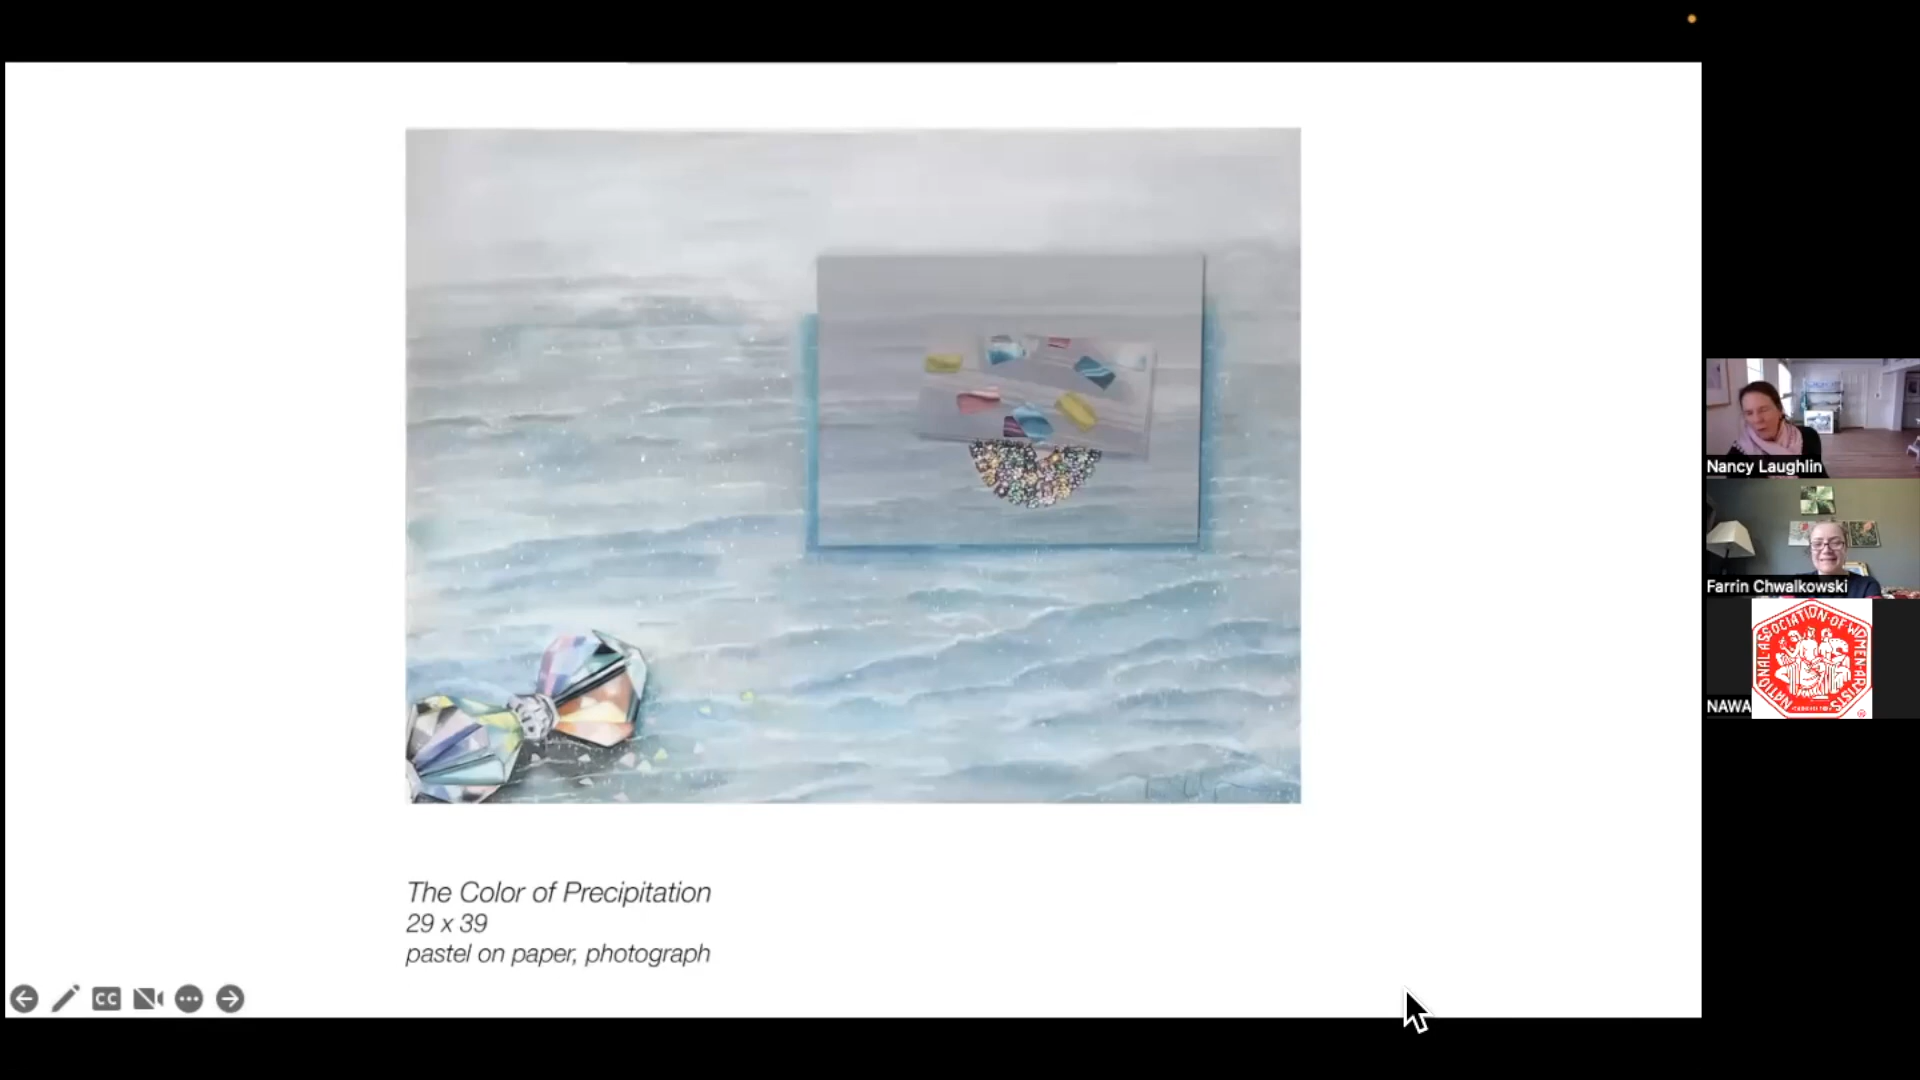 The Color of Precipitation
29 x 39
pastel on paper, photograph
CC
Nancy Laughlin
Farrin Chwalkowski
NATIONAL ASSOCIATION OF WOMEN ARTISTS
®
NAWA